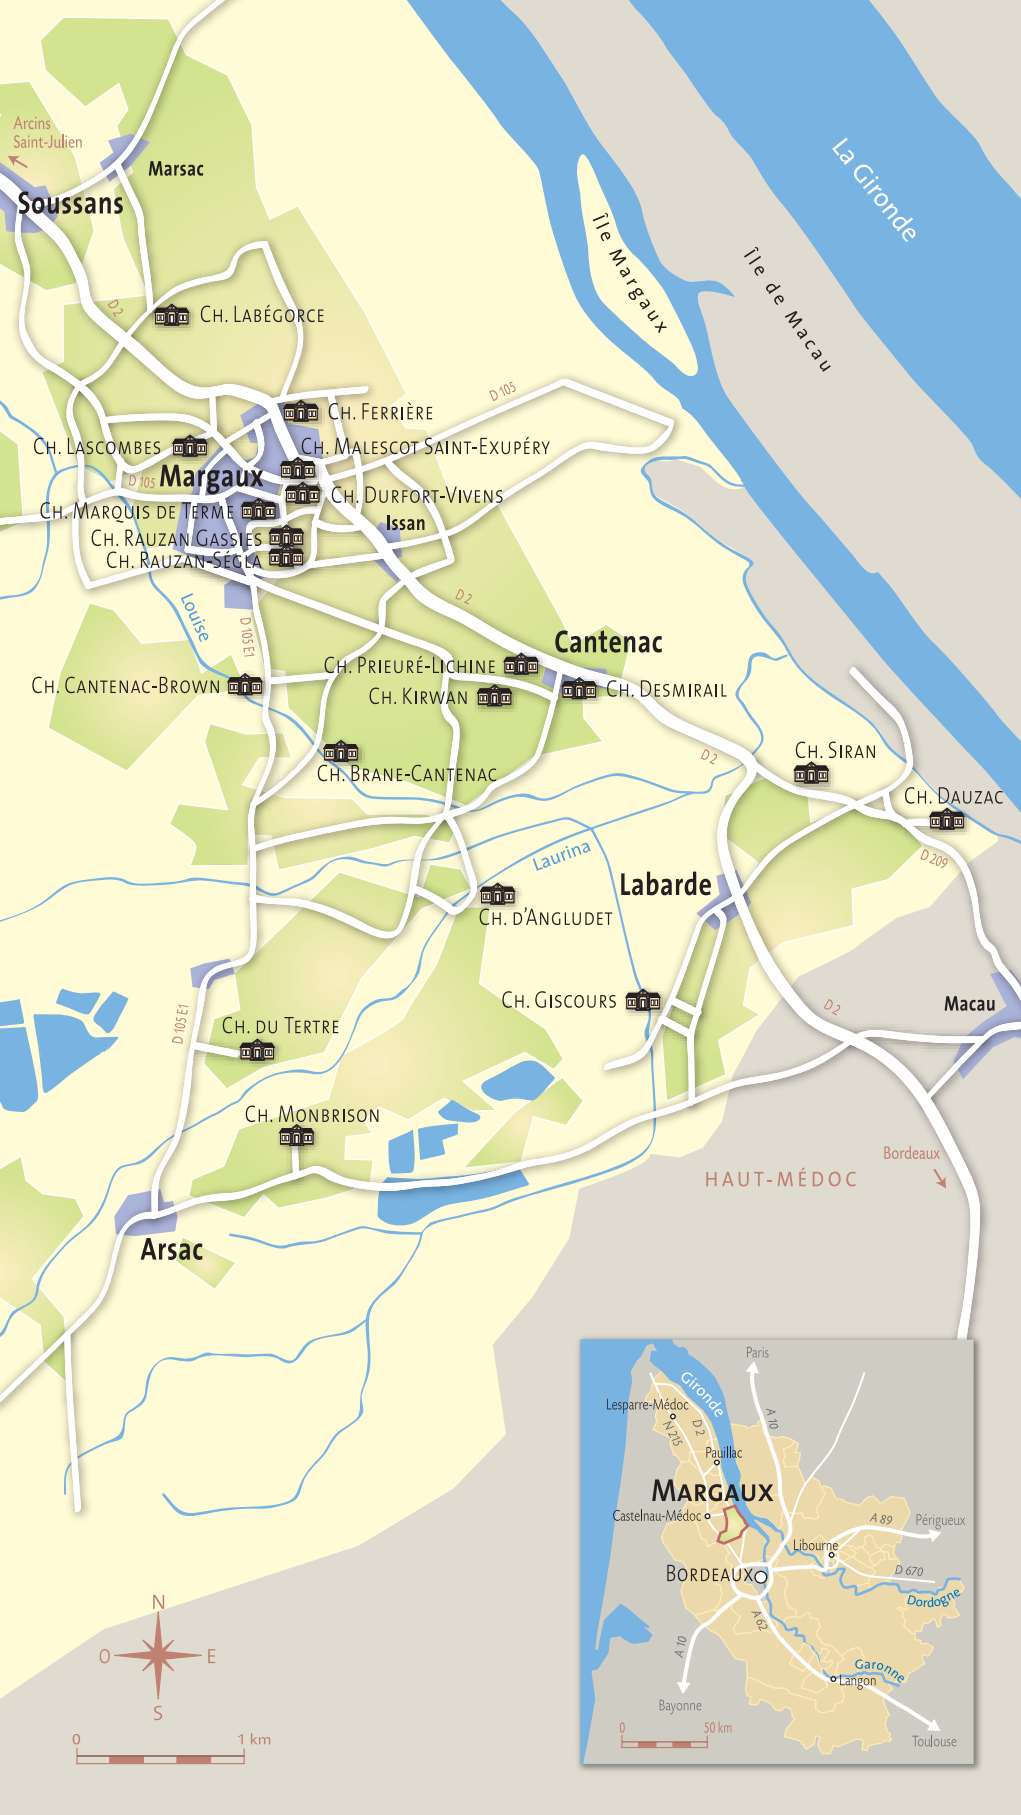 Arcins
Saint-Julien
Marsac
Soussans
La Gironde
Île Margaux
Île de Macau
D 2
Ch. Labégorce
D 105
Ch. Ferrière
Ch. Lascombes
Ch. Malescot Saint-Exupéry
Margaux
D 105
Ch. Durfort-Vivens
Ch. Marquis de Terme
Issan
Ch. Rauzan Gassies
Ch. Rauzan-Ségla
Louise
D 2
D 105 E1
Cantenac
Ch. Prieuré-Lichine
Ch. Cantenac-Brown
Ch. Kirwan
Ch. Desmirail
D 2
Ch. Siran
Ch. Brane-Cantenac
Ch. Dauzac
Laurina
D 209
Labarde
Ch. d'Angludet
Ch. Giscours
D 2
Macau
D 105 E1
Ch. du Tertre
Ch. Monbrison
Bordeaux
HAUT-MÉDOC
Arsac
Paris
Gironde
Lesparre-Médoc
A 10
N 215
D 2
Pauillac
Margaux
Castelnau-Médoc
A 89
Périgueux
Libourne
Bordeaux
D 670
Dordogne
A 62
A 10
Garonne
Langon
Bayonne
0
50 km
Toulouse
N
O
E
S
0
1 km